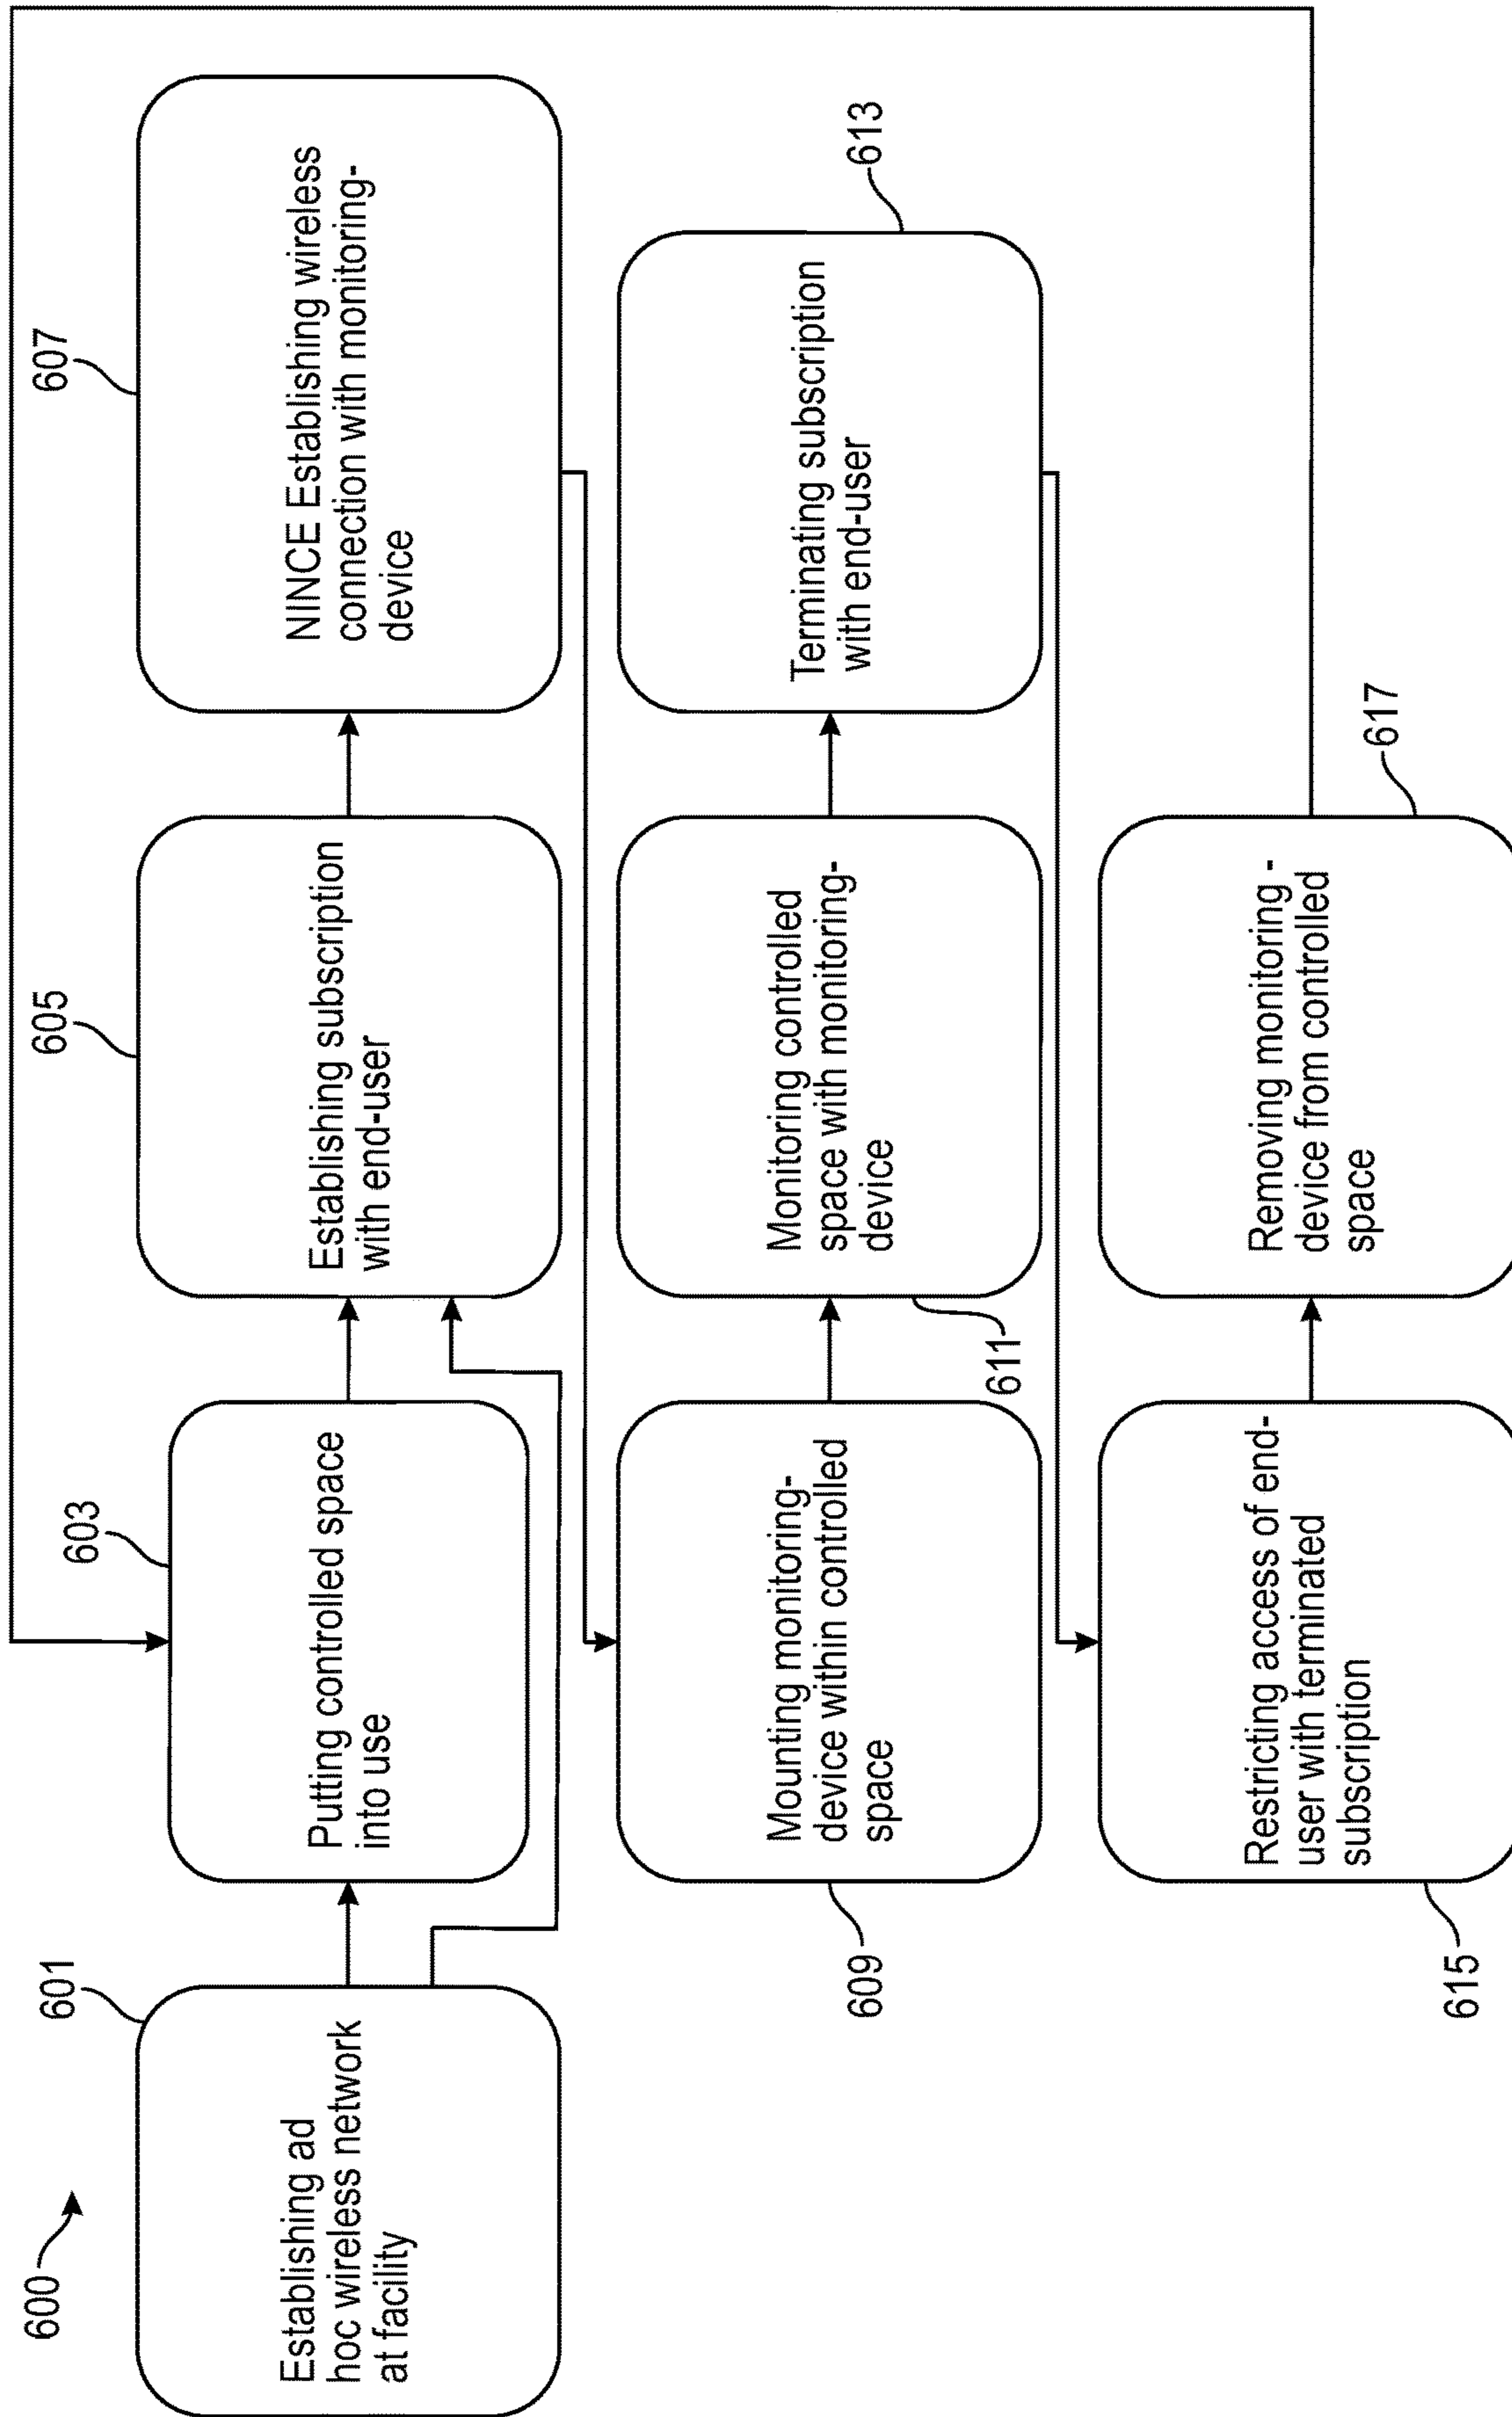 600
601
Establishing ad
hoc wireless network
at facility
603
Putting controlled space
into use
605
Establishing subscription
with end-user
607
NINCE Establishing wireless
connection with monitoring-
device
609
Mounting monitoring-
device within controlled
space
611
Monitoring controlled
space with monitoring-
device
613
Terminating subscription
with end-user
615
Restricting access of end-
user with terminated
subscription
617
Removing monitoring -
device from controlled
space